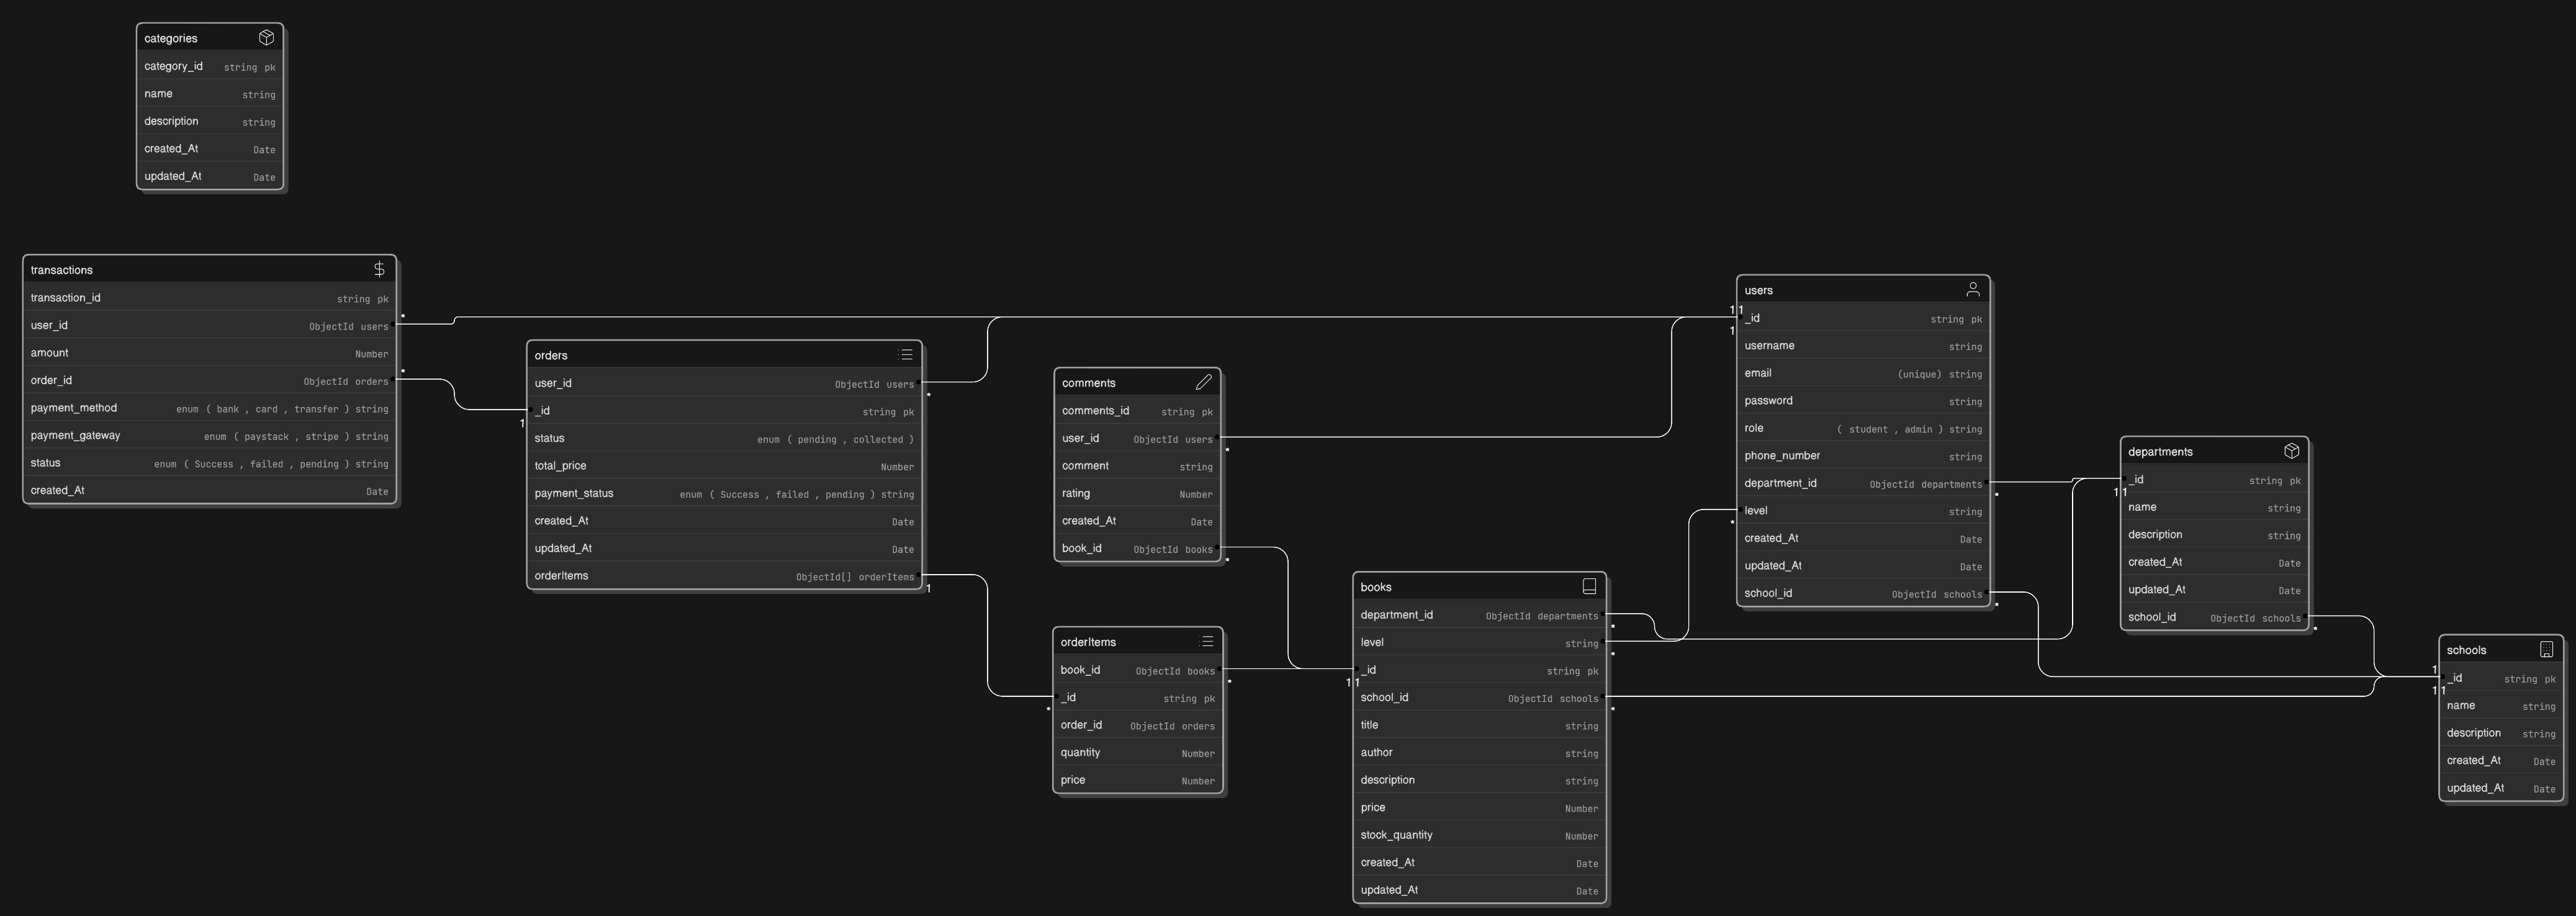 categories
category_id string pk
name string
description string
created_At Date
updated_At Date
transactions
transaction_id string pk
user_id ObjectId users
amount Number
order_id ObjectId orders
payment_method enum ( bank , card , transfer ) string
payment_gateway enum ( paystack , stripe ) string
status enum ( Success , failed , pending ) string
created_At Date
*
*
orders
user_id ObjectId users
_id string pk
status enum ( pending , collected )
total_price Number
payment_status enum ( Success , failed , pending ) string
created_At Date
updated_At Date
orderItems ObjectId[] orderItems
*
1
1
comments
comments_id string pk
user_id ObjectId users
comment string
rating Number
created_At Date
book_id ObjectId books
*
*
orderItems
book_id ObjectId books
_id string pk
order_id ObjectId orders
quantity Number
price Number
*
*
books
department_id ObjectId departments
level string
_id string pk
school_id ObjectId schools
title string
author string
description string
price Number
stock_quantity Number
created_At Date
updated_At Date
1 1
*
*
*
users
_id string pk
username string
email (unique) string
password string
role ( student , admin ) string
phone_number string
department_id ObjectId departments
level string
created_At Date
updated_At Date
school_id ObjectId schools
1 1
1
*
*
*
departments
_id string pk
name string
description string
created_At Date
updated_At Date
school_id ObjectId schools
1 1
*
schools
_id string pk
name string
description string
created_At Date
updated_At Date
1
1 1